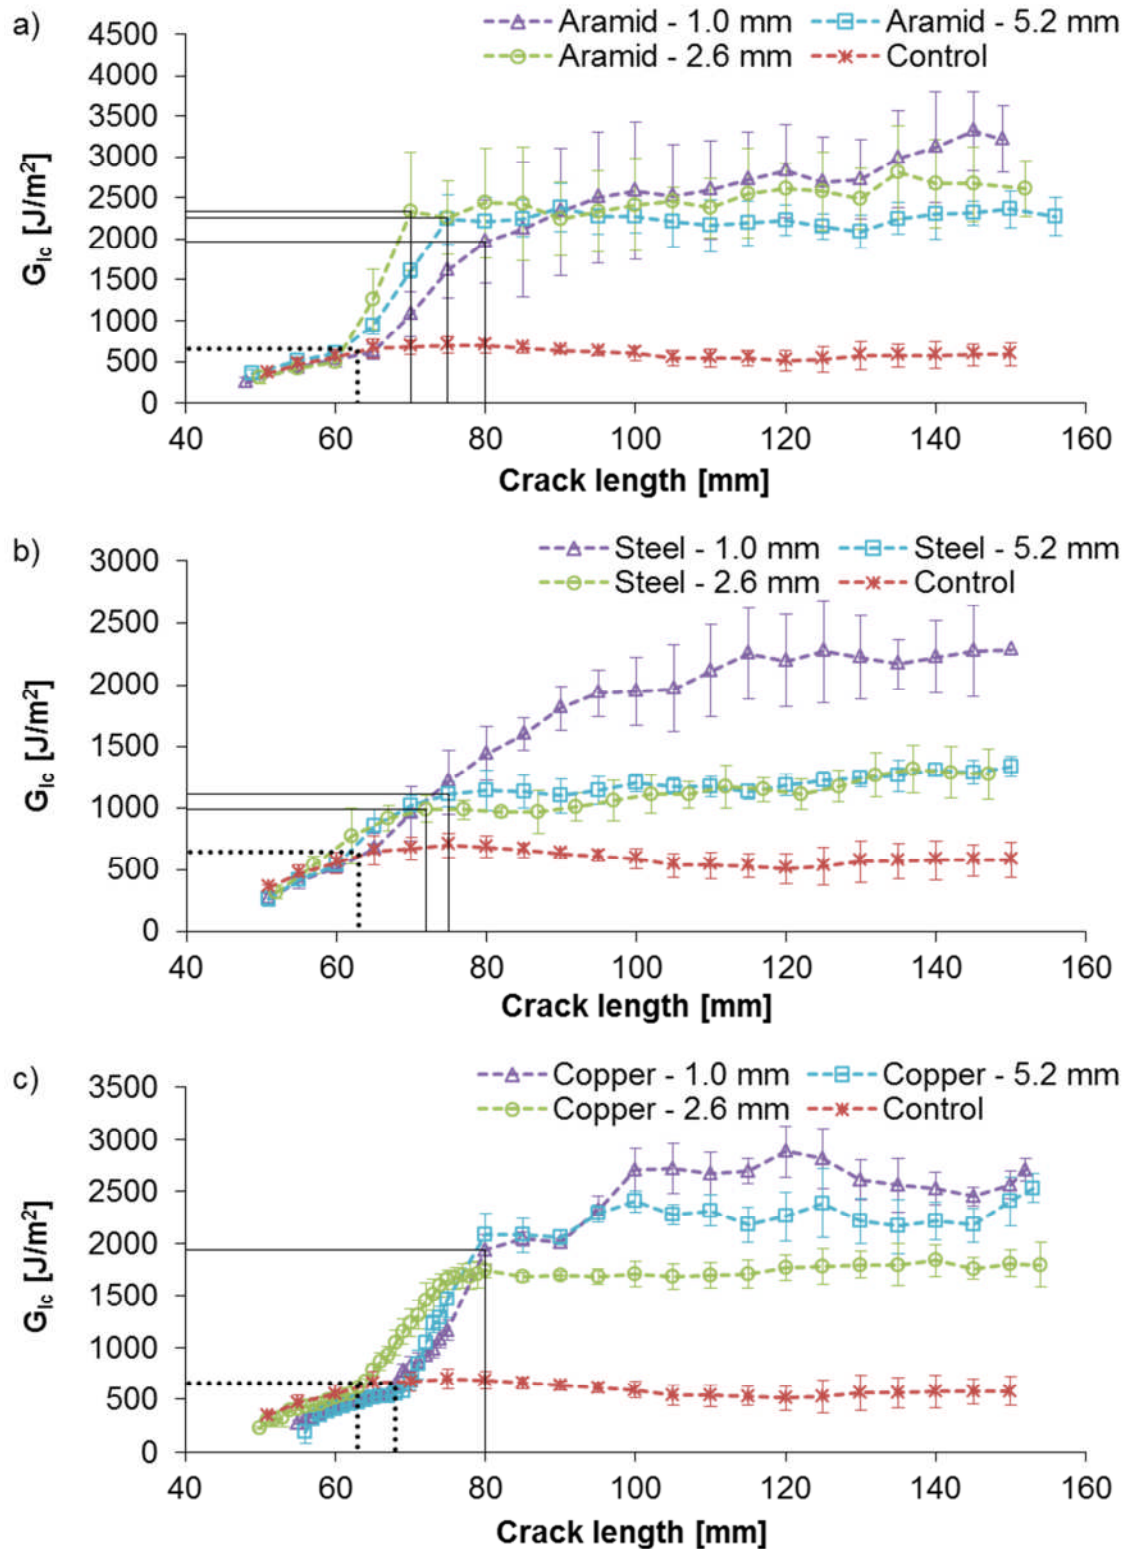 a)
Aramid - 1.0 mm Aramid - 5.2 mm
Aramid - 2.6 mm Control
4500
4000
3500
3000
2500
2000
1500
1000
500
0
G_Ic [J/m²]
40 60 80 100 120 140 160
Crack length [mm]
b)
Steel - 1.0 mm Steel - 5.2 mm
Steel - 2.6 mm Control
3000
2500
2000
1500
1000
500
0
G_Ic [J/m²]
40 60 80 100 120 140 160
Crack length [mm]
c)
Copper - 1.0 mm Copper - 5.2 mm
Copper - 2.6 mm Control
3500
3000
2500
2000
1500
1000
500
0
G_Ic [J/m²]
40 60 80 100 120 140 160
Crack length [mm]